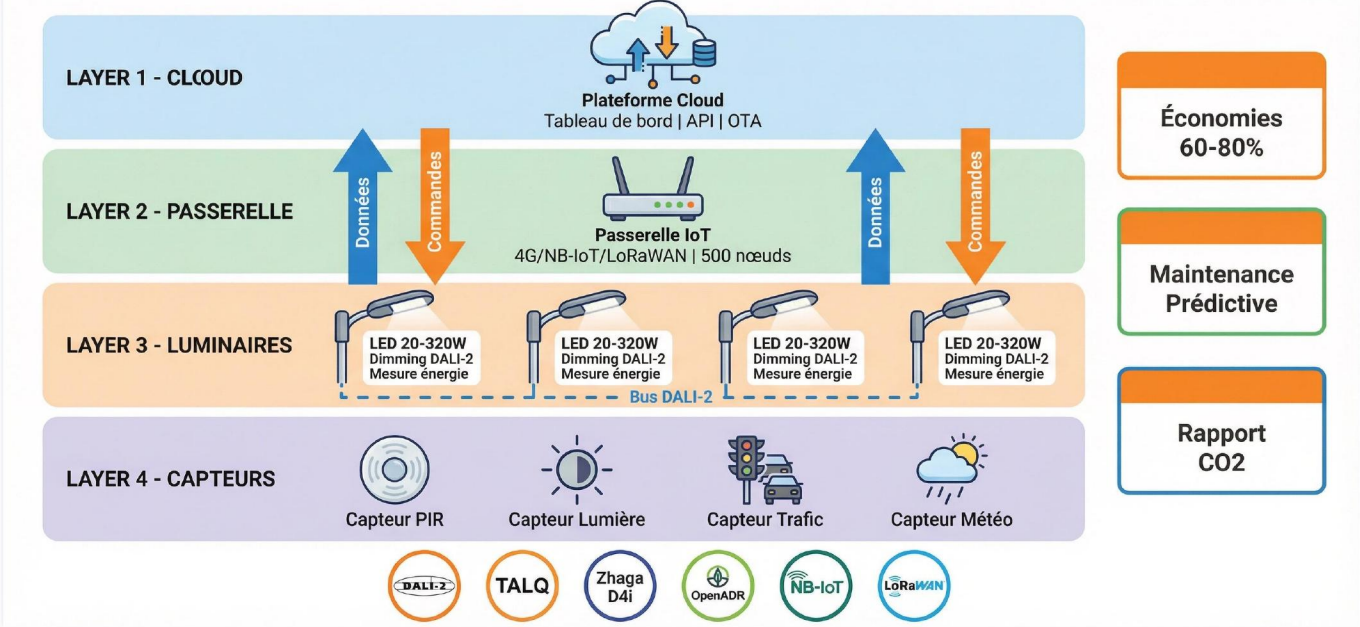 LAYER 1 - CLOOUD
Plateforme Cloud
Tableau de bord | API | OTA
Données
Commandes
Données
Commandes
LAYER 2 - PASSERELLE
Passerelle IoT
4G/NB-IoT/LoRaWAN | 500 nœuds
LAYER 3 - LUMINAIRES
LED 20-320W
Dimming DALI-2
Mesure énergie
LED 20-320W
Dimming DALI-2
Mesure énergie
LED 20-320W
Dimming DALI-2
Mesure énergie
LED 20-320W
Dimming DALI-2
Mesure énergie
Bus DALI-2
LAYER 4 - CAPTEURS
Capteur PIR
Capteur Lumière
Capteur Trafic
Capteur Météo
Économies
60-80%
Maintenance
Prédictive
Rapport
CO2
DALI-2
TALQ
Zhaga
D4i
OpenADR
NB-IoT
LoRaWAN